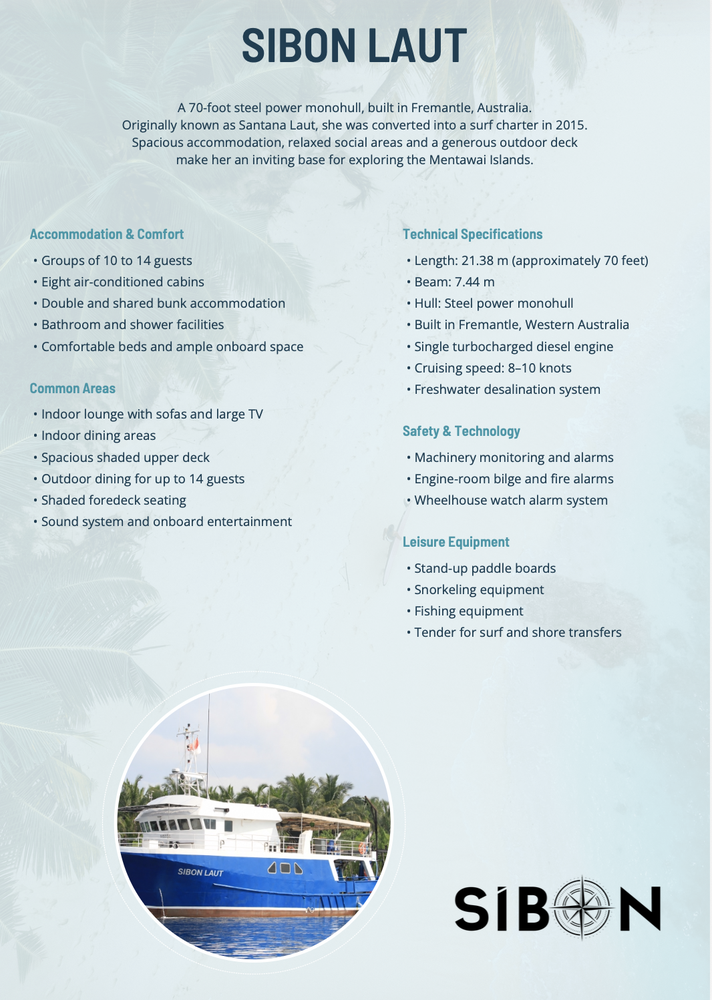 SIBON LAUT
A 70-foot steel power monohull, built in Fremantle, Australia.
Originally known as Santana Laut, she was converted into a surf charter in 2015.
Spacious accommodation, relaxed social areas and a generous outdoor deck
make her an inviting base for exploring the Mentawai Islands.
Accommodation & Comfort
• Groups of 10 to 14 guests
• Eight air-conditioned cabins
• Double and shared bunk accommodation
• Bathroom and shower facilities
• Comfortable beds and ample onboard space
Common Areas
• Indoor lounge with sofas and large TV
• Indoor dining areas
• Spacious shaded upper deck
• Outdoor dining for up to 14 guests
• Shaded foredeck seating
• Sound system and onboard entertainment
Technical Specifications
• Length: 21.38 m (approximately 70 feet)
• Beam: 7.44 m
• Hull: Steel power monohull
• Built in Fremantle, Western Australia
• Single turbocharged diesel engine
• Cruising speed: 8–10 knots
• Freshwater desalination system
Safety & Technology
• Machinery monitoring and alarms
• Engine-room bilge and fire alarms
• Wheelhouse watch alarm system
Leisure Equipment
• Stand-up paddle boards
• Snorkeling equipment
• Fishing equipment
• Tender for surf and shore transfers
SIBON LAUT
SIBON